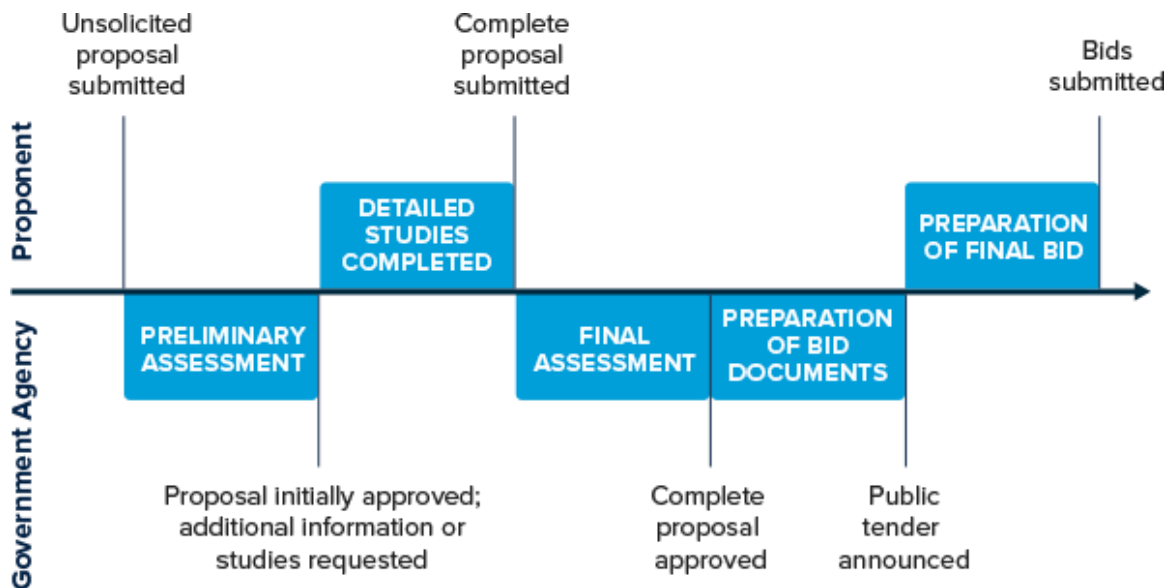 Unsolicited
proposal
submitted
Complete
proposal
submitted
Bids
submitted
Proponent
DETAILED
STUDIES
COMPLETED
PREPARATION
OF FINAL BID
PRELIMINARY
ASSESSMENT
FINAL
ASSESSMENT
PREPARATION
OF BID
DOCUMENTS
Government Agency
Proposal initially approved;
additional information or
studies requested
Complete
proposal
approved
Public
tender
announced